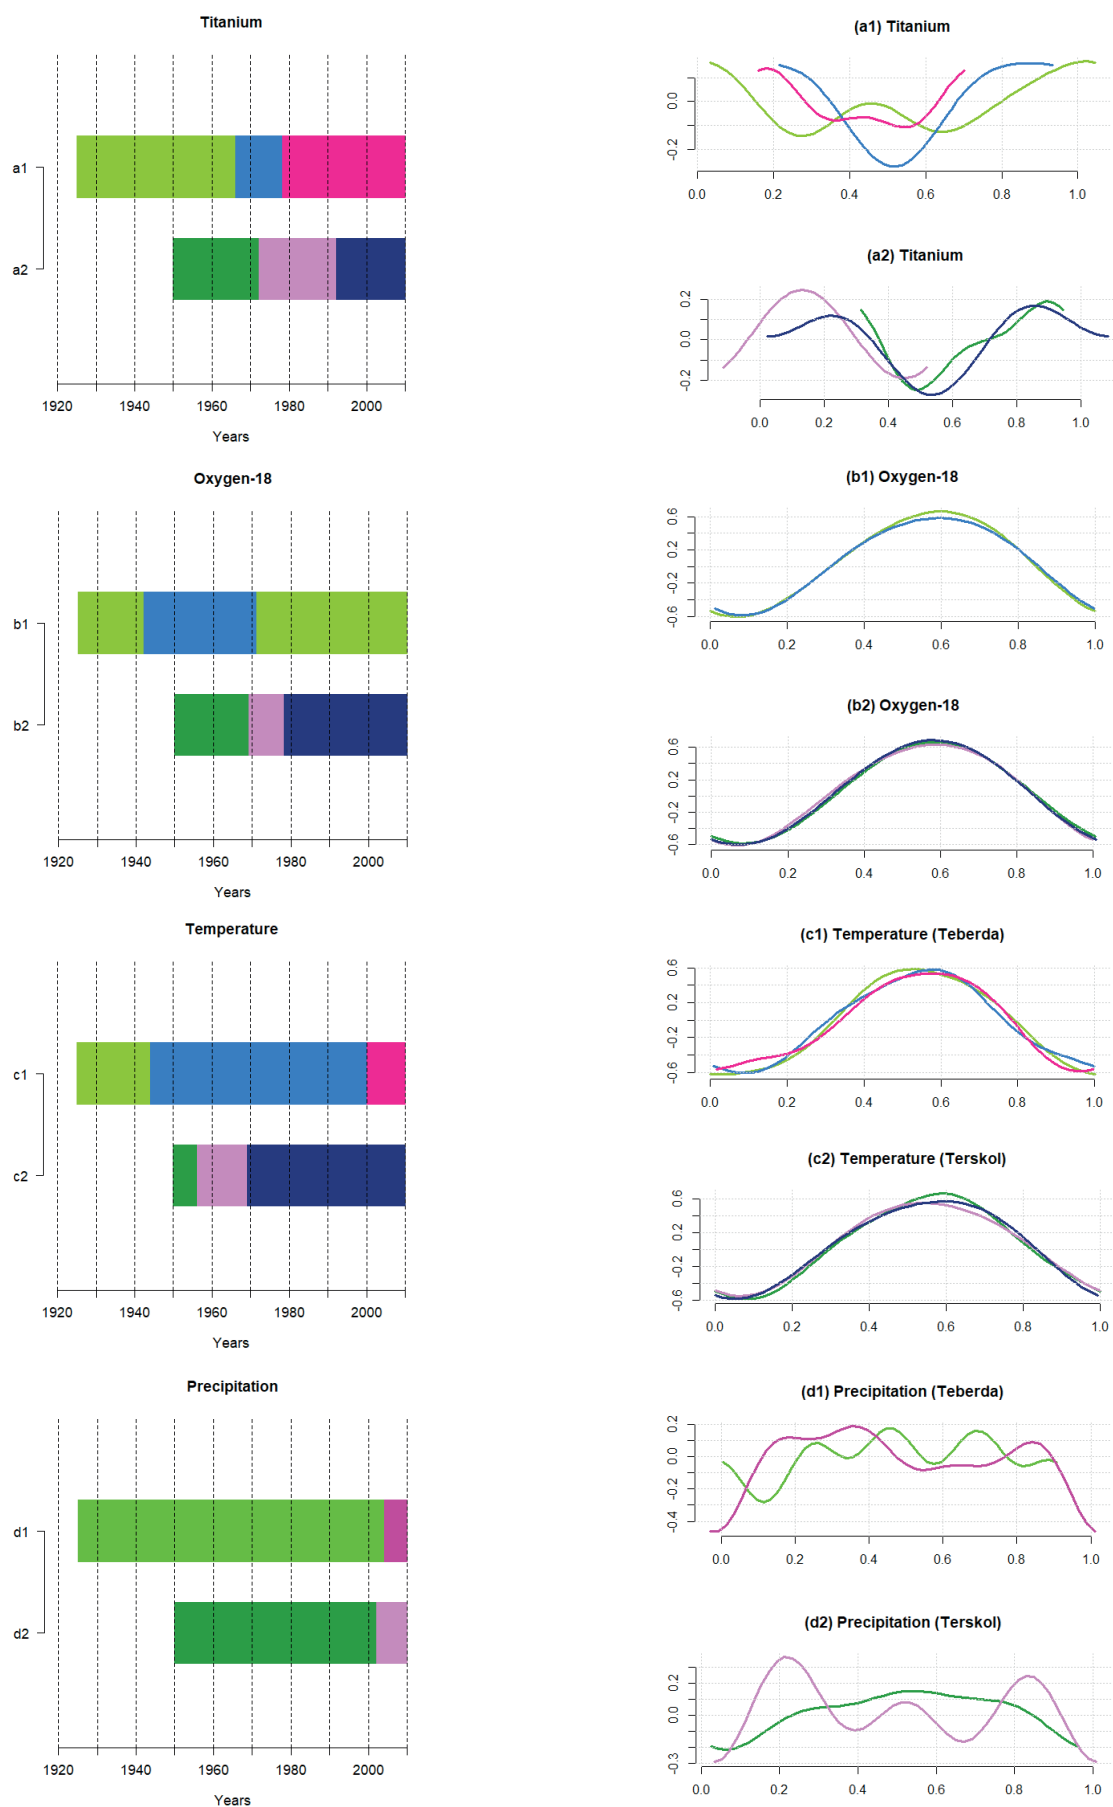 Titanium
a1
a2
1920 1940 1960 1980 2000
Years
(a1) Titanium
0.0
-0.2
0.0 0.2 0.4 0.6 0.8 1.0
(a2) Titanium
0.2
0.0
-0.2
0.0 0.2 0.4 0.6 0.8 1.0
Oxygen-18
b1
b2
1920 1940 1960 1980 2000
Years
(b1) Oxygen-18
0.6
0.2
-0.2
-0.6
0.0 0.2 0.4 0.6 0.8 1.0
(b2) Oxygen-18
0.6
0.2
-0.2
-0.6
0.0 0.2 0.4 0.6 0.8 1.0
Temperature
c1
c2
1920 1940 1960 1980 2000
Years
(c1) Temperature (Teberda)
0.6
0.2
-0.2
-0.6
0.0 0.2 0.4 0.6 0.8 1.0
(c2) Temperature (Terskol)
0.6
0.2
-0.2
-0.6
0.0 0.2 0.4 0.6 0.8 1.0
Precipitation
d1
d2
1920 1940 1960 1980 2000
Years
(d1) Precipitation (Teberda)
0.2
0.0
-0.2
-0.4
0.0 0.2 0.4 0.6 0.8 1.0
(d2) Precipitation (Terskol)
0.2
0.0
-0.3
0.0 0.2 0.4 0.6 0.8 1.0